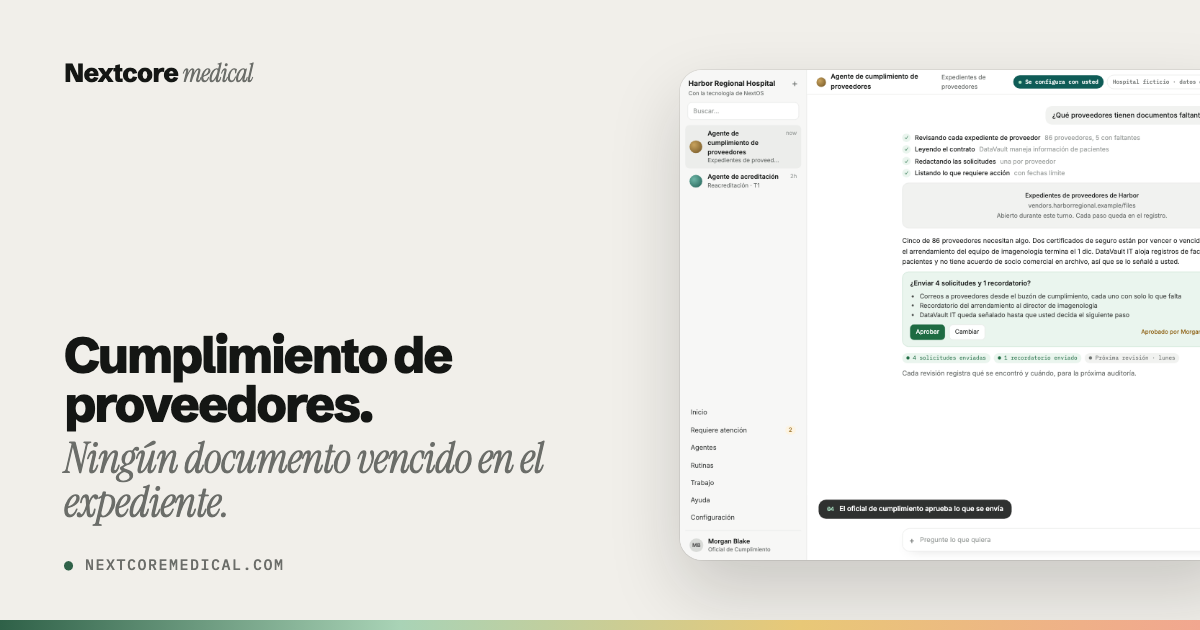 Nextcore medical
Cumplimiento de
proveedores.
Ningún documento vencido en el
expediente.
NEXTCOREMEDICAL.COM
Harbor Regional Hospital +
Con la tecnología de NextOS
Buscar...
Agente de
cumplimiento de
proveedores
now
Expedientes de proveed...
Agente de acreditación 2h
Reacreditación · T1
Inicio
Requiere atención 2
Agentes
Rutinas
Trabajo
Ayuda
Configuración
MB
Morgan Blake
Oficial de Cumplimiento
Agente de cumplimiento de
proveedores
Expedientes de
proveedores
Se configura con usted
Hospital ficticio · datos
¿Qué proveedores tienen documentos faltant
✓ Revisando cada expediente de proveedor 86 proveedores, 5 con faltantes
✓ Leyendo el contrato DataVault maneja información de pacientes
✓ Redactando las solicitudes una por proveedor
✓ Listando lo que requiere acción con fechas límite
Expedientes de proveedores de Harbor
vendors.harborregional.example/files
Abierto durante este turno. Cada paso queda en el registro.
Cinco de 86 proveedores necesitan algo. Dos certificados de seguro están por vencer o vencid
el arrendamiento del equipo de imagenología termina el 1 dic. DataVault IT aloja registros de fac
pacientes y no tiene acuerdo de socio comercial en archivo, así que se lo señalé a usted.
¿Enviar 4 solicitudes y 1 recordatorio?
• Correos a proveedores desde el buzón de cumplimiento, cada uno con solo lo que falta
• Recordatorio del arrendamiento al director de imagenología
• DataVault IT queda señalado hasta que usted decida el siguiente paso
Aprobar Cambiar Aprobado por Morgan
4 solicitudes enviadas 1 recordatorio enviado Próxima revisión · lunes
Cada revisión registra qué se encontró y cuándo, para la próxima auditoría.
04 El oficial de cumplimiento aprueba lo que se envía
+ Pregunte lo que quiera